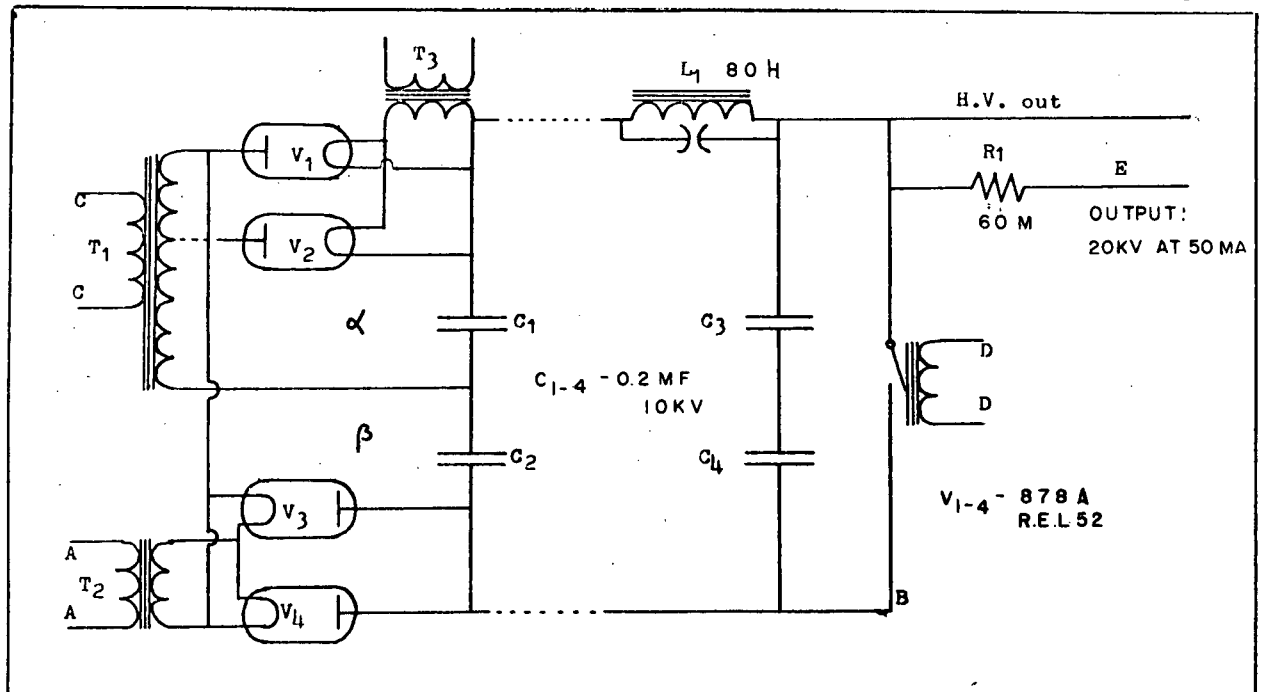 T3
L1 80H
H.V. out
V1
R1
E
60 M
OUTPUT:
20KV AT 50 MA
C
T1
C
V2
α
C1
C3
D
C1-4 - 0.2 MF
10KV
D
β
C2
C4
V1-4 - 878 A
R.E.L 52
V3
A
T2
A
V4
B